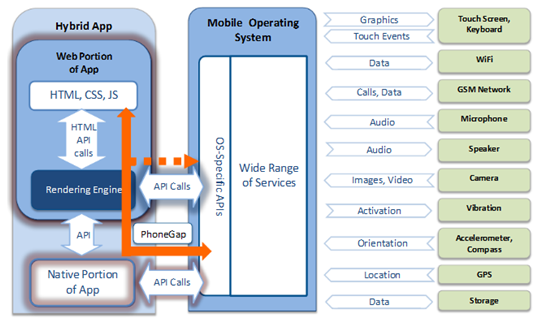 Hybrid App
Web Portion
of App
HTML, CSS, JS
HTML
API
calls
Rendering Engine
API
Native Portion
of App
PhoneGap
API Calls
API Calls
Mobile Operating
System
OS-Specific APIs
Wide Range
of Services
Graphics
Touch Events
Touch Screen,
Keyboard
Data
WiFi
Calls, Data
GSM Network
Audio
Microphone
Audio
Speaker
Images, Video
Camera
Activation
Vibration
Orientation
Accelerometer,
Compass
Location
GPS
Data
Storage